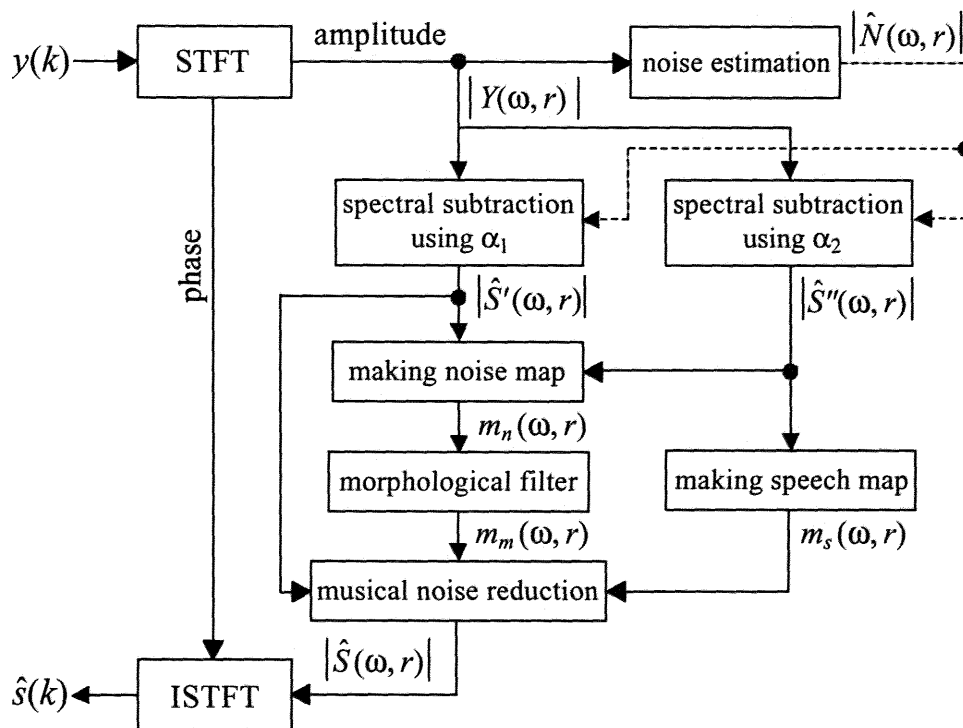 y(k)
STFT
amplitude
noise estimation
|N̂(ω, r)|
|Y(ω, r)|
spectral subtraction
using α₁
spectral subtraction
using α₂
phase
|Ŝ′(ω, r)|
|Ŝ″(ω, r)|
making noise map
mₙ(ω, r)
morphological filter
making speech map
mₘ(ω, r)
mₛ(ω, r)
musical noise reduction
|Ŝ(ω, r)|
ŝ(k)
ISTFT